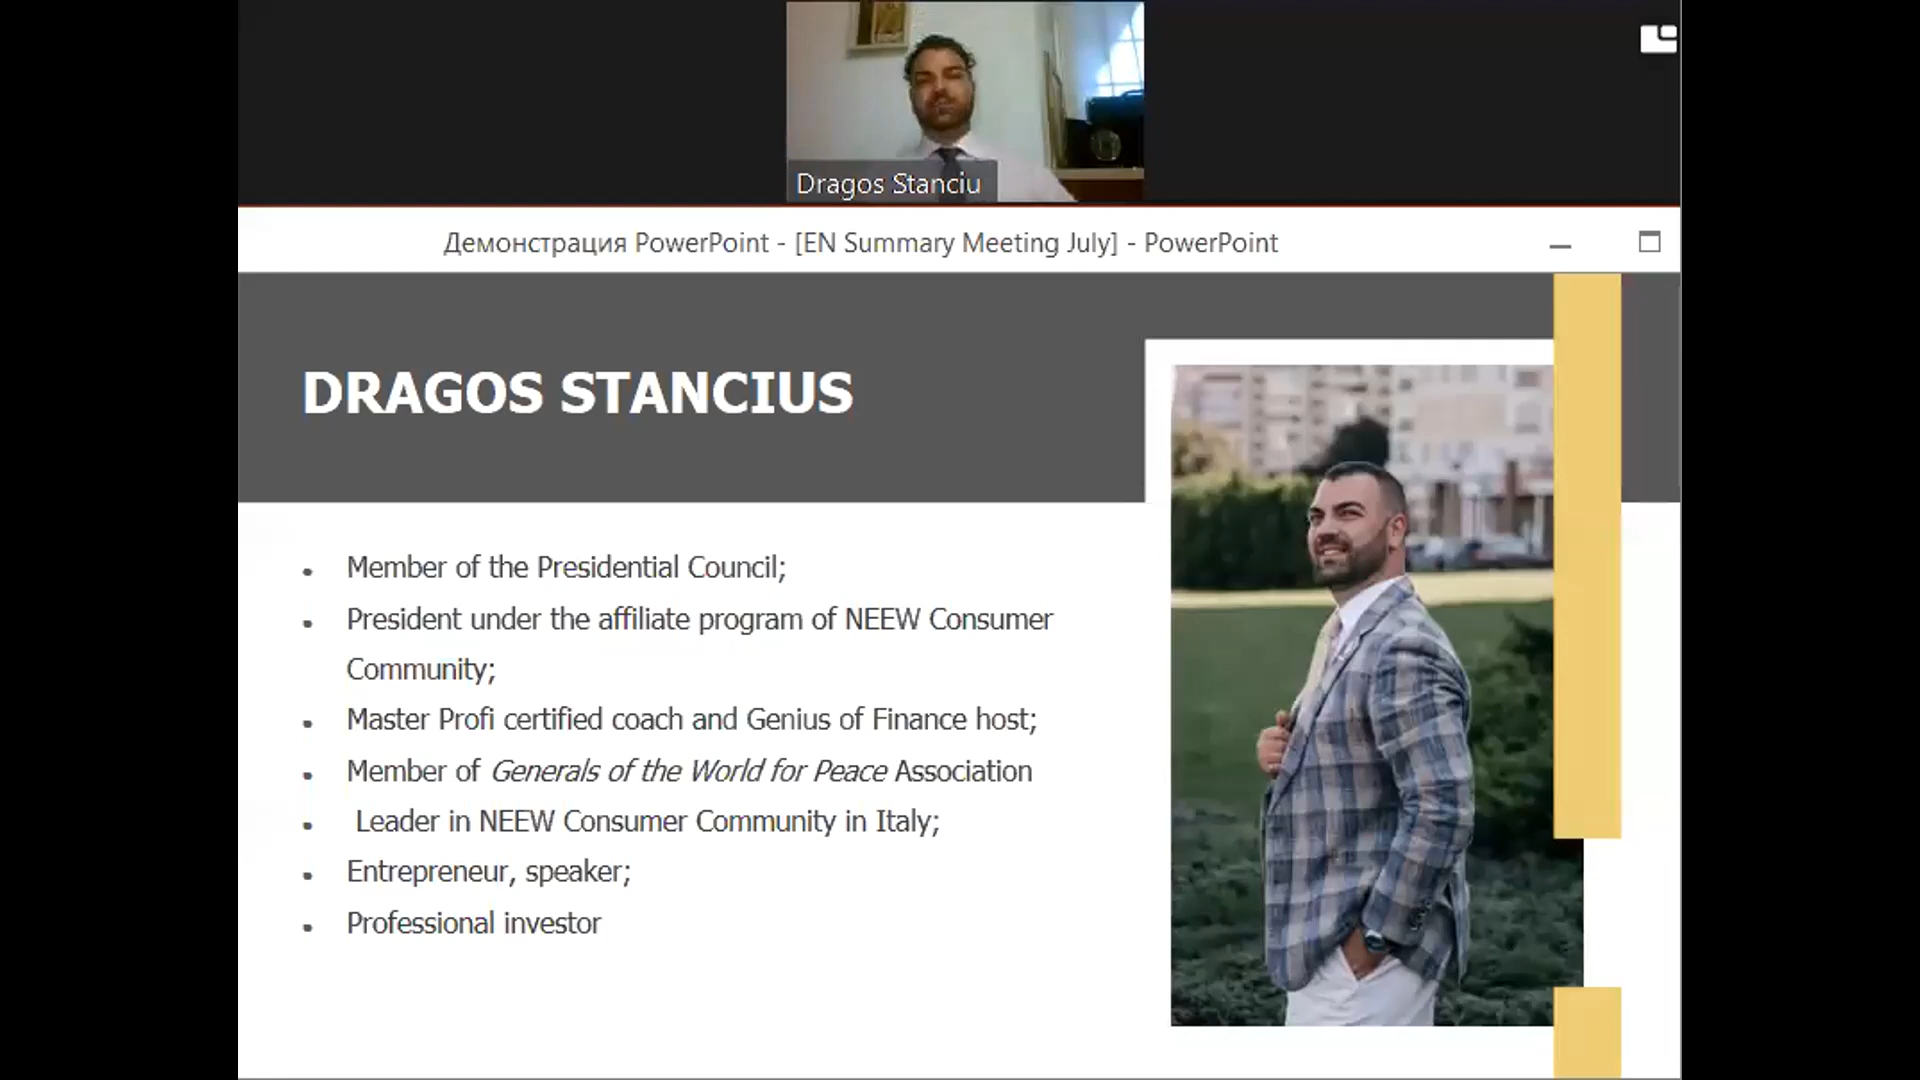 Dragos Stanciu
Демонстрация PowerPoint - [EN Summary Meeting July] - PowerPoint
DRAGOS STANCIUS
• Member of the Presidential Council;
• President under the affiliate program of NEEW Consumer
Community;
• Master Profi certified coach and Genius of Finance host;
• Member of Generals of the World for Peace Association
• Leader in NEEW Consumer Community in Italy;
• Entrepreneur, speaker;
• Professional investor